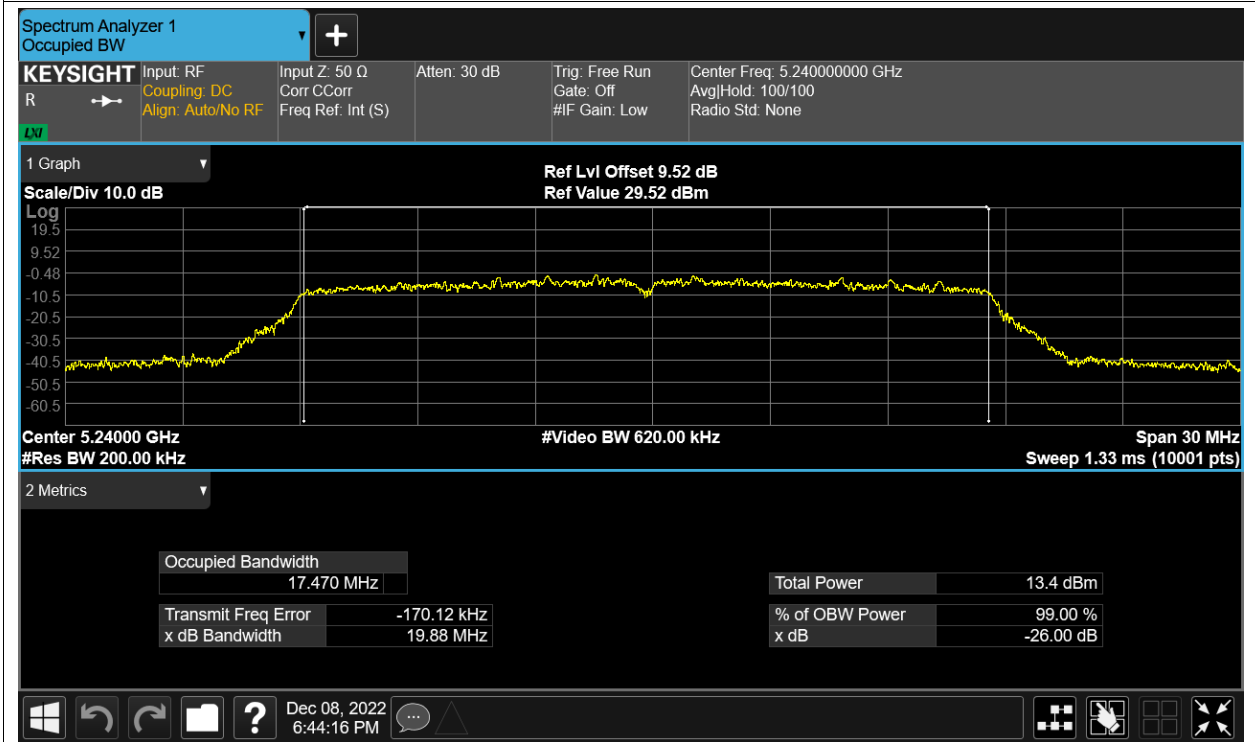 Spectrum Analyzer 1
Occupied BW
+
KEYSIGHT
R
LXI
Input: RF
Coupling: DC
Align: Auto/No RF
Input Z: 50 Ω
Corr CCorr
Freq Ref: Int (S)
Atten: 30 dB
Trig: Free Run
Gate: Off
#IF Gain: Low
Center Freq: 5.240000000 GHz
Avg|Hold: 100/100
Radio Std: None
1 Graph
Scale/Div 10.0 dB
Ref Lvl Offset 9.52 dB
Ref Value 29.52 dBm
Log
19.5
9.52
-0.48
-10.5
-20.5
-30.5
-40.5
-50.5
-60.5
Center 5.24000 GHz
#Video BW 620.00 kHz
Span 30 MHz
#Res BW 200.00 kHz
Sweep 1.33 ms (10001 pts)
2 Metrics
Occupied Bandwidth
17.470 MHz
Transmit Freq Error -170.12 kHz
x dB Bandwidth 19.88 MHz
Total Power 13.4 dBm
% of OBW Power 99.00 %
x dB -26.00 dB
?
Dec 08, 2022
6:44:16 PM